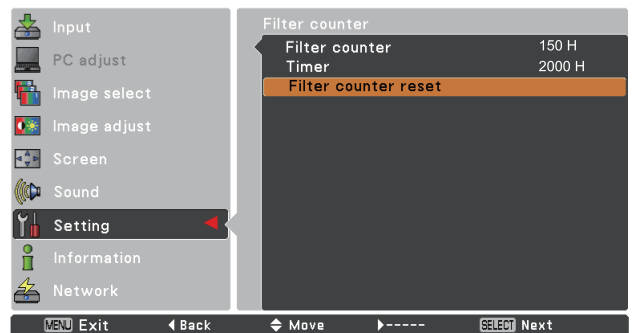 Input
PC adjust
Image select
Image adjust
Screen
Sound
Setting
Information
Network
Filter counter
Filter counter 150 H
Timer 2000 H
Filter counter reset
MENU Exit Back Move ----- SELECT Next